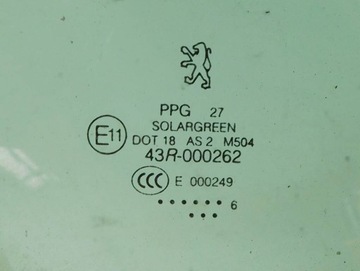 PPG 27
SOLARGREEN
E11 DOT 18 AS 2 M504
43R-000262
CCC E 000249
6